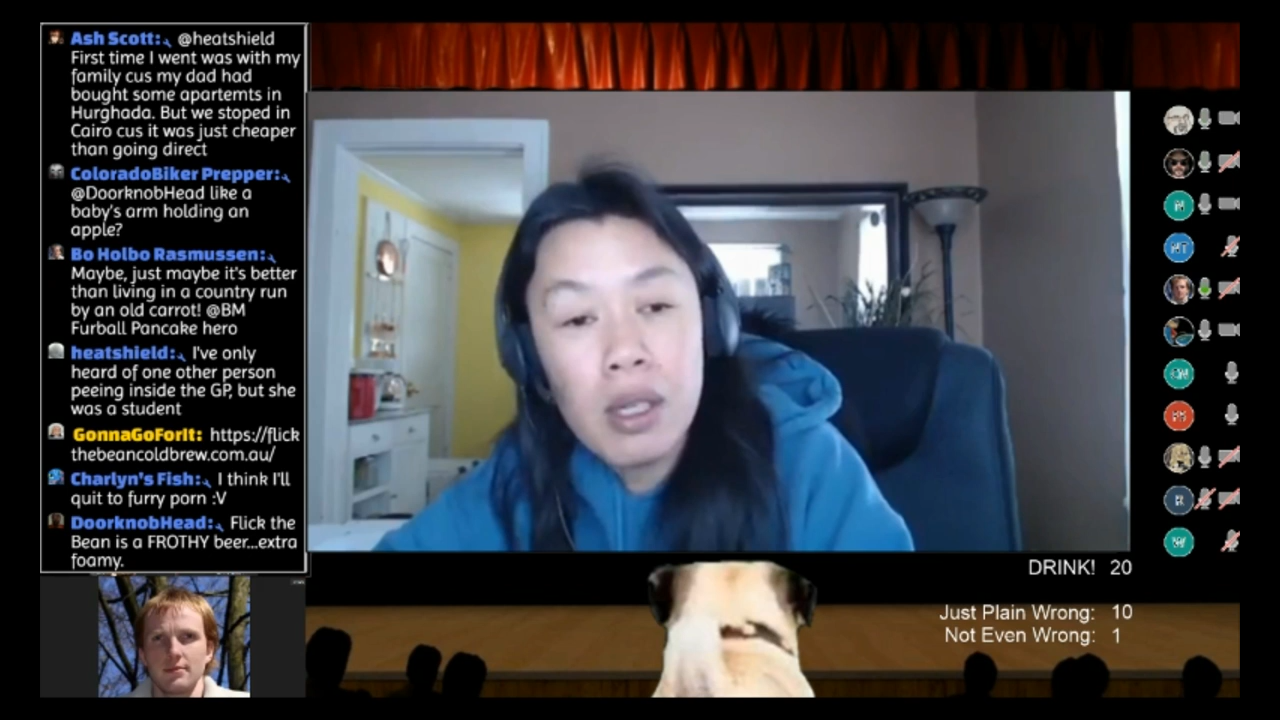 Ash Scott: @heatshield
First time I went was with my
family cus my dad had
bought some apartemts in
Hurghada. But we stoped in
Cairo cus it was just cheaper
than going direct
ColoradoBiker Prepper:
@DoorknobHead like a
baby's arm holding an
apple?
Bo Holbo Rasmussen:
Maybe, just maybe it's better
than living in a country run
by an old carrot! @BM
Furball Pancake hero
heatshield: I've only
heard of one other person
peeing inside the GP, but she
was a student
GonnaGoForIt: https://flick
thebeancoldbrew.com.au/
Charlyn's Fish: I think I'll
quit to furry porn :V
DoorknobHead: Flick the
Bean is a FROTHY beer...extra
foamy.
DRINK! 20
Just Plain Wrong: 10
Not Even Wrong: 1